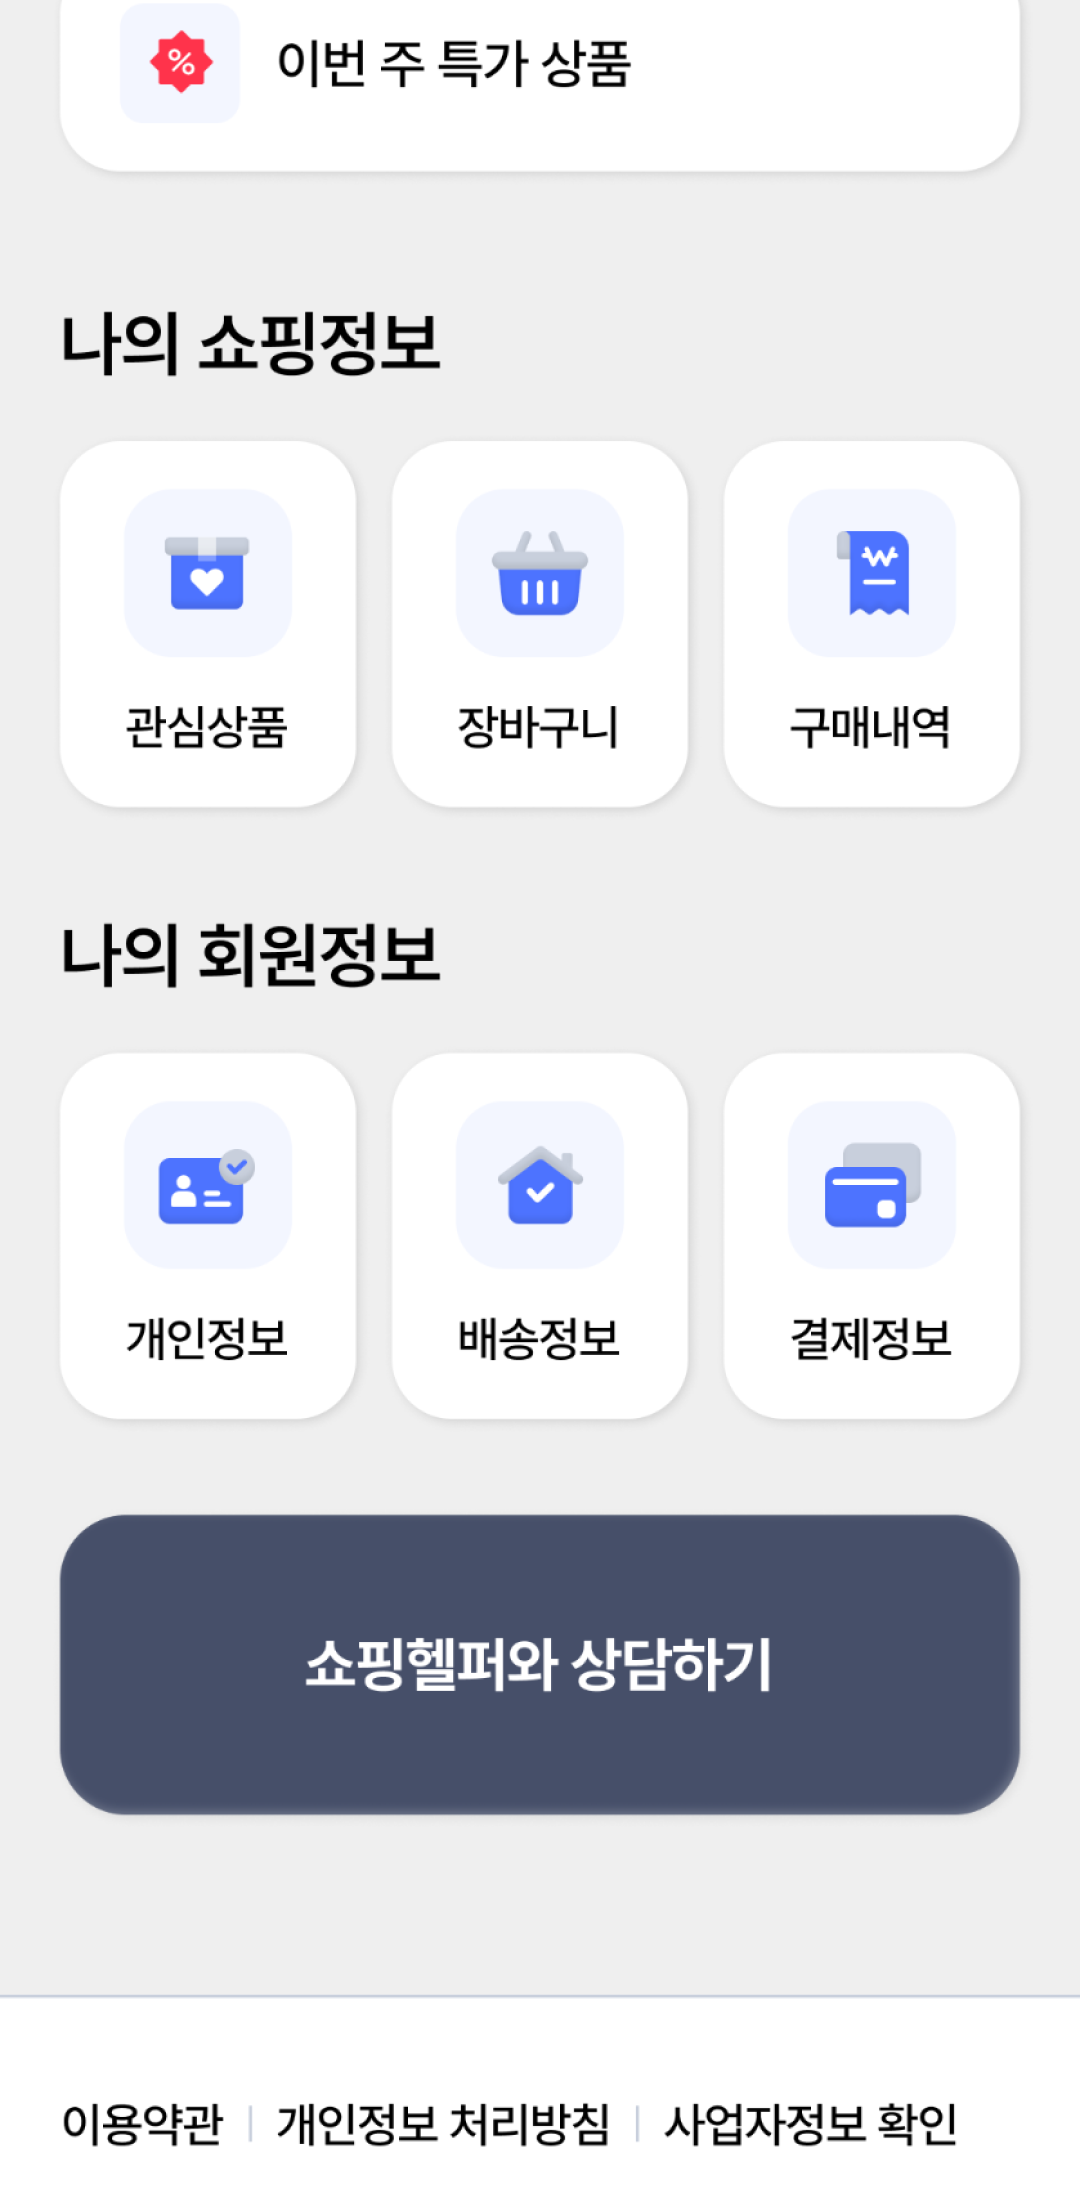 이번 주 특가 상품
나의 쇼핑정보
관심상품 장바구니 구매내역
나의 회원정보
개인정보 배송정보 결제정보
쇼핑헬퍼와 상담하기
이용약관 | 개인정보 처리방침 | 사업자정보 확인